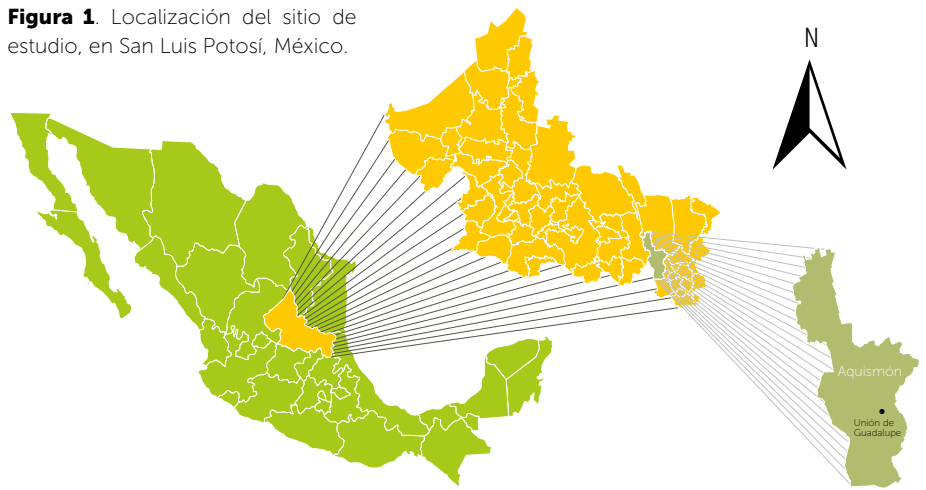 Figura 1. Localización del sitio de
estudio, en San Luis Potosí, México.
N
Aquismón
Unión de
Guadalupe